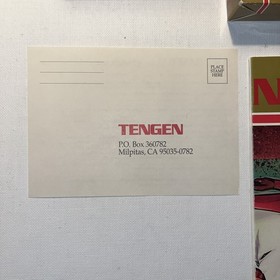 PLACE
STAMP
HERE
TENGEN
P.O. Box 360782
Milpitas, CA 95035-0782
N